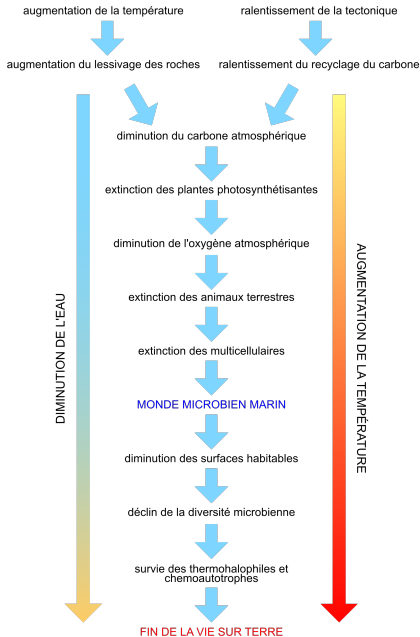 augmentation de la température
ralentissement de la tectonique
augmentation du lessivage des roches
ralentissement du recyclage du carbone
diminution du carbone atmosphérique
extinction des plantes photosynthétisantes
diminution de l'oxygène atmosphérique
extinction des animaux terrestres
extinction des multicellulaires
MONDE MICROBIEN MARIN
diminution des surfaces habitables
déclin de la diversité microbienne
survie des thermohalophiles et
chemoautotrophes
FIN DE LA VIE SUR TERRE
DIMINUTION DE L'EAU
AUGMENTATION DE LA TEMPÉRATURE